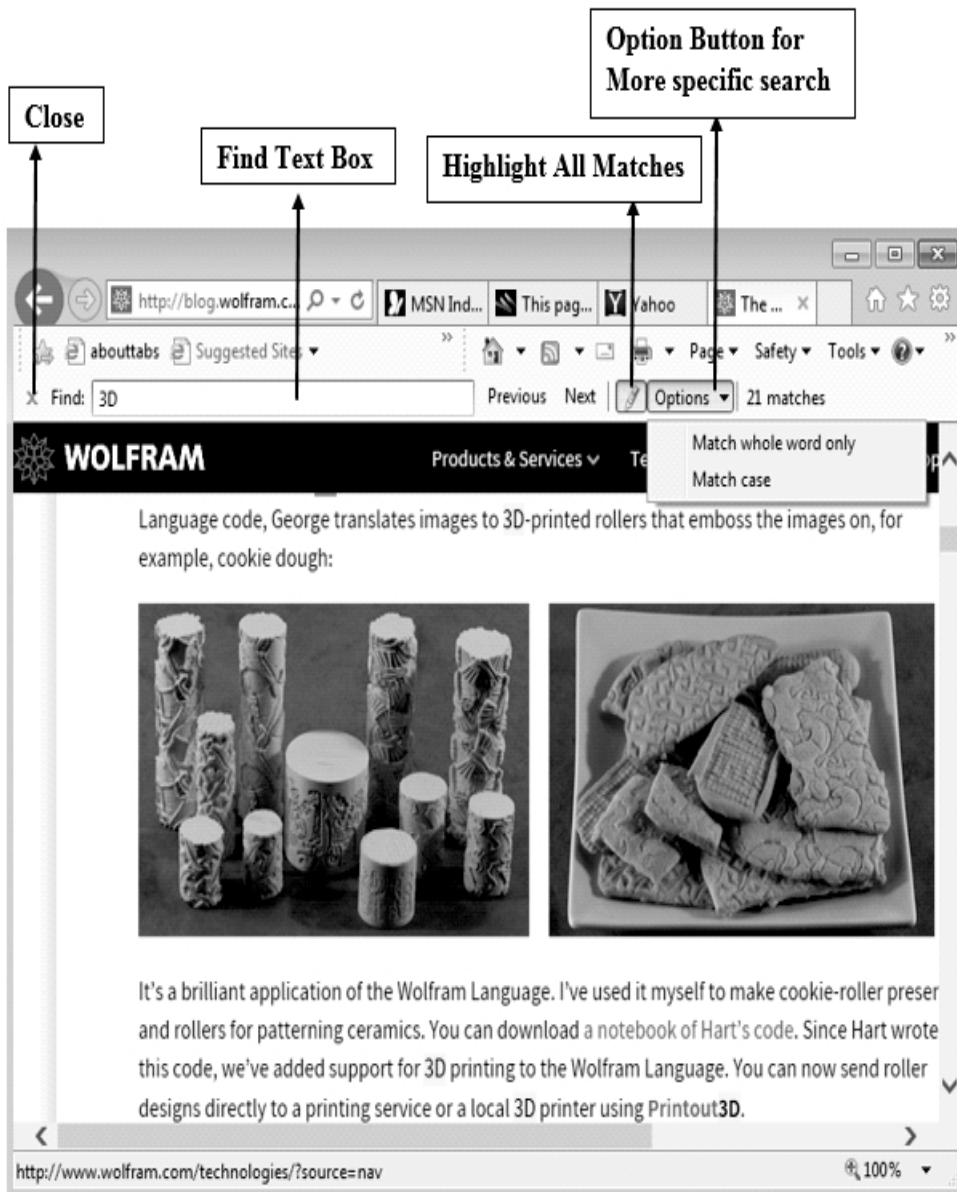 Option Button for
More specific search
Close
Find Text Box
Highlight All Matches
http://blog.wolfram.c... MSN Ind... This pag... Yahoo The ...
abouttabs Suggested Sites Page Safety Tools
Find: 3D Previous Next Options 21 matches
Match whole word only
Match case
WOLFRAM Products & Services
Language code, George translates images to 3D-printed rollers that emboss the images on, for
example, cookie dough:
It's a brilliant application of the Wolfram Language. I've used it myself to make cookie-roller preser
and rollers for patterning ceramics. You can download a notebook of Hart's code. Since Hart wrote
this code, we've added support for 3D printing to the Wolfram Language. You can now send roller
designs directly to a printing service or a local 3D printer using Printout3D.
http://www.wolfram.com/technologies/?source=nav 100%